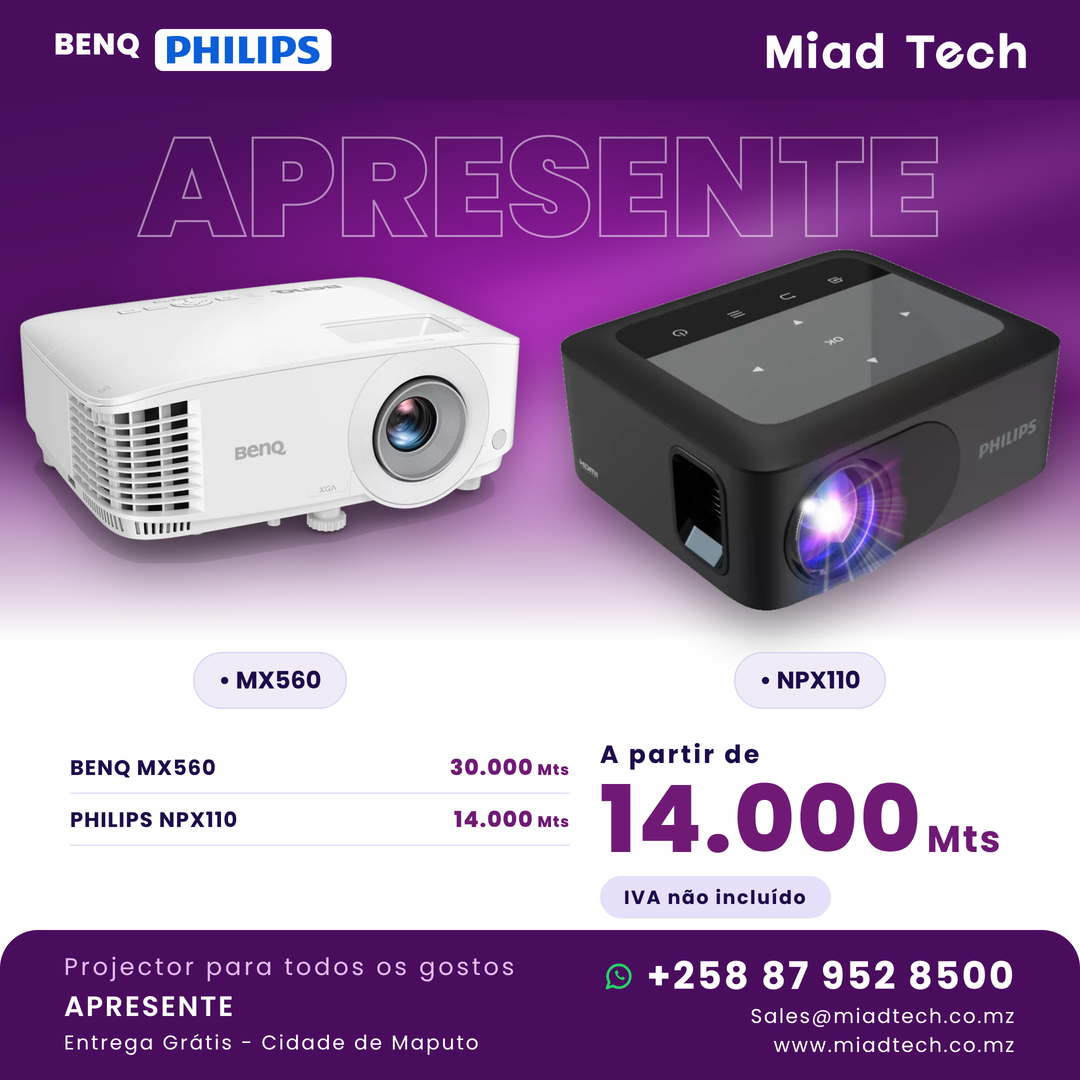 BENQ PHILIPS
Miad Tech
APRESENTE
BenQ
BenQ
XGA
OK
HDMI
PHILIPS
• MX560
• NPX110
BENQ MX560 30.000 Mts
PHILIPS NPX110 14.000 Mts
A partir de
14.000 Mts
IVA não incluído
Projector para todos os gostos
APRESENTE
Entrega Grátis - Cidade de Maputo
+258 87 952 8500
Sales@miadtech.co.mz
www.miadtech.co.mz